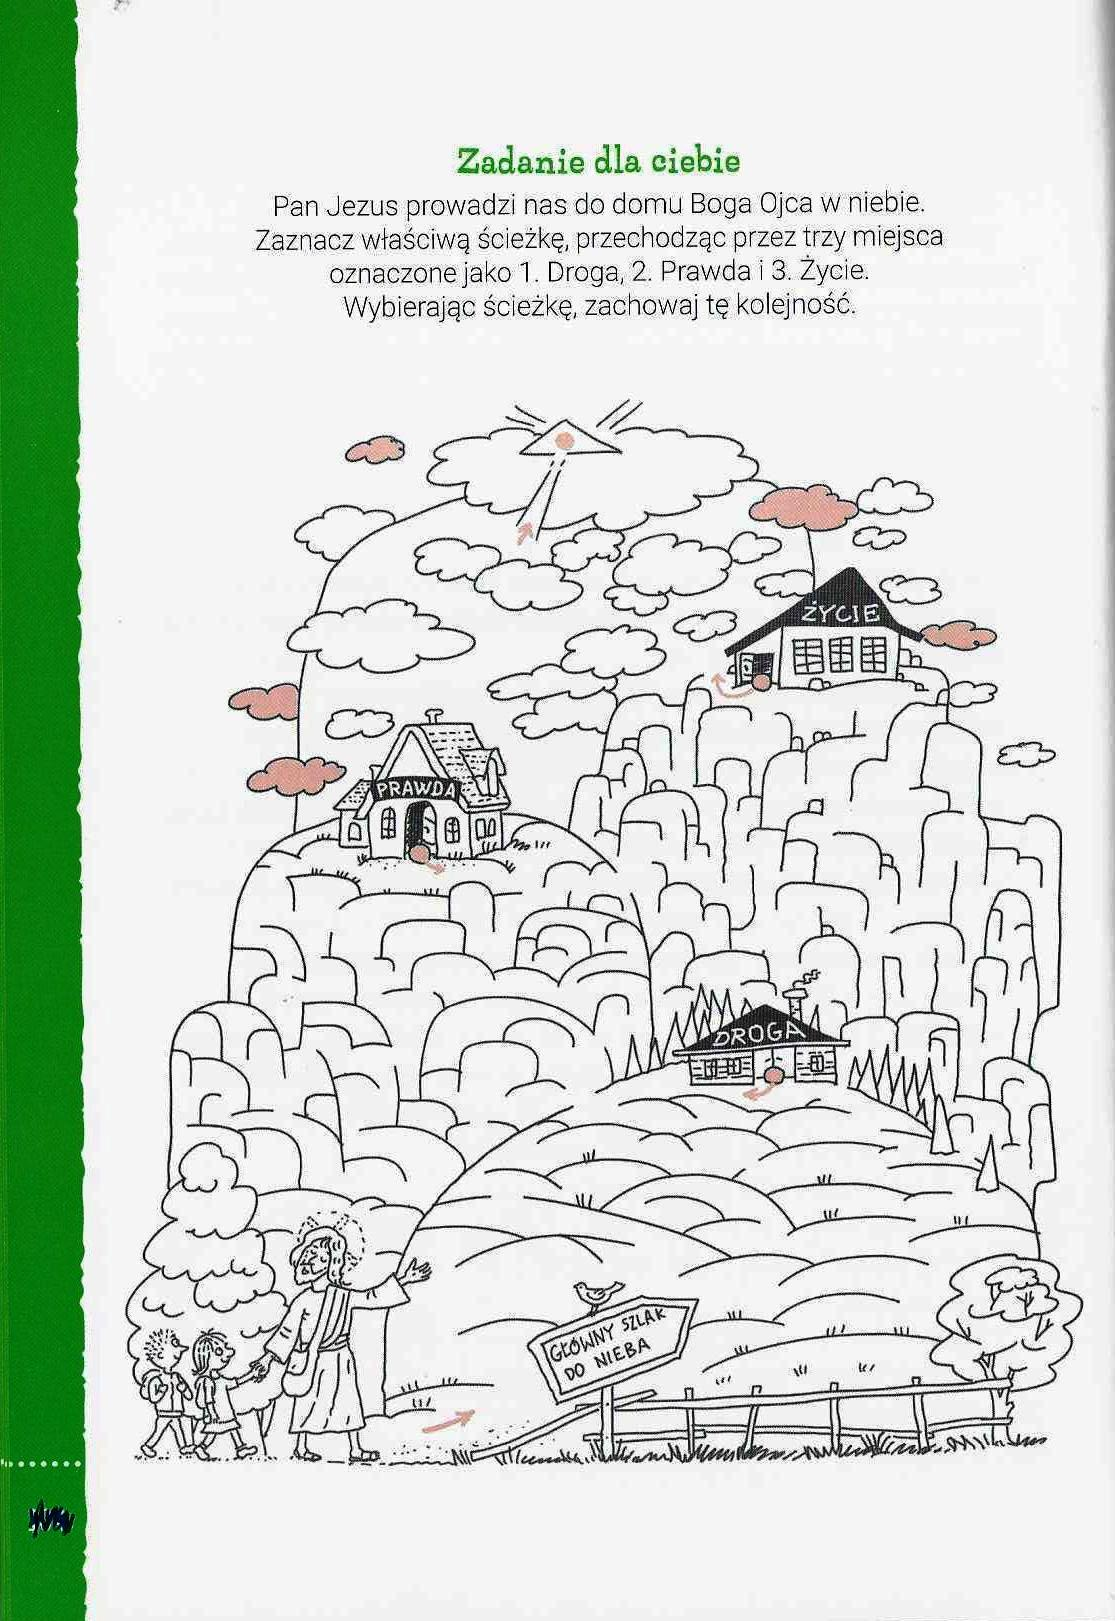 Zadanie dla ciebie
Pan Jezus prowadzi nas do domu Boga Ojca w niebie.
Zaznacz właściwą ścieżkę, przechodząc przez trzy miejsca
oznaczone jako 1. Droga, 2. Prawda i 3. Życie.
Wybierając ścieżkę, zachowaj tę kolejność.
ŻYCIE
PRAWDA
DROGA
GŁÓWNY SZLAK
DO NIEBA